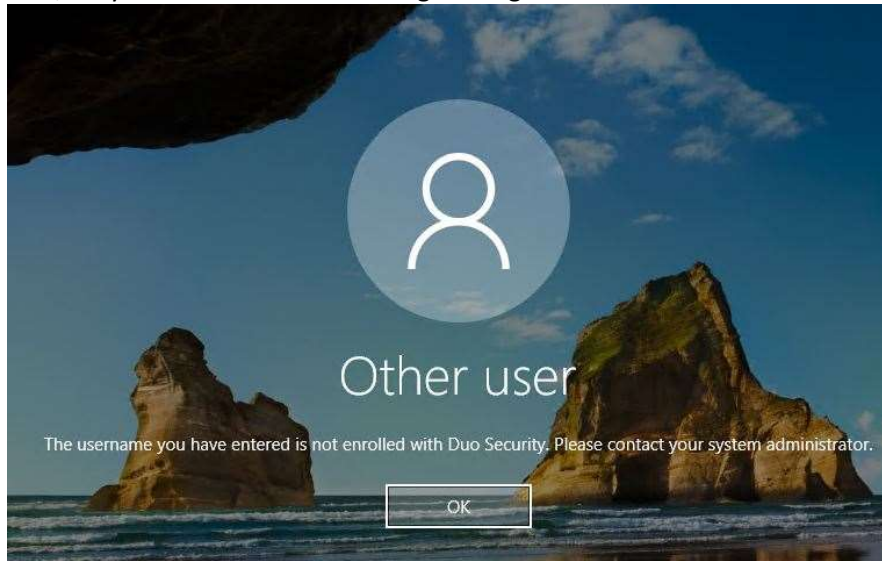 Other user
The username you have entered is not enrolled with Duo Security. Please contact your system administrator.
OK